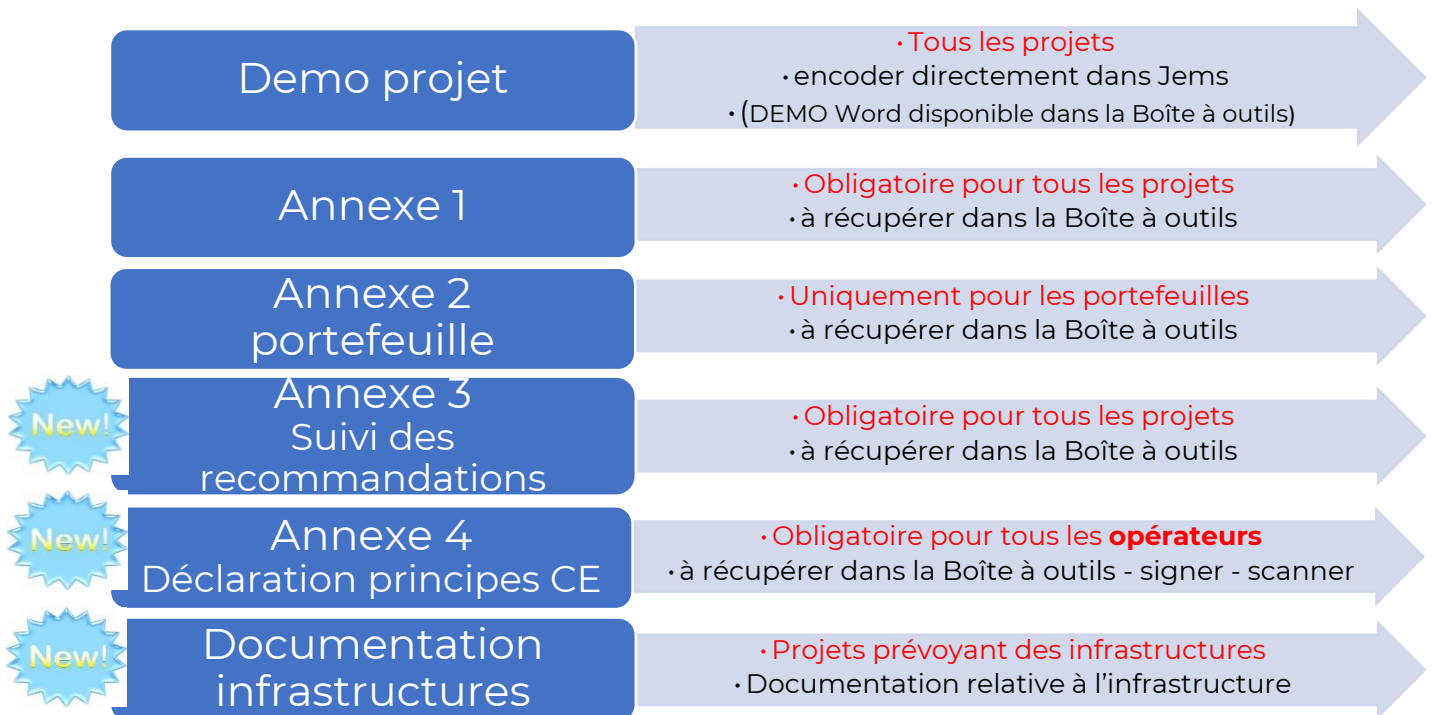 Demo projet
• Tous les projets
• encoder directement dans Jems
• (DEMO Word disponible dans la Boîte à outils)
Annexe 1
• Obligatoire pour tous les projets
• à récupérer dans la Boîte à outils
Annexe 2
portefeuille
• Uniquement pour les portefeuilles
• à récupérer dans la Boîte à outils
New!
Annexe 3
Suivi des
recommandations
• Obligatoire pour tous les projets
• à récupérer dans la Boîte à outils
New!
Annexe 4
Déclaration principes CE
• Obligatoire pour tous les opérateurs
• à récupérer dans la Boîte à outils - signer - scanner
New!
Documentation
infrastructures
• Projets prévoyant des infrastructures
• Documentation relative à l’infrastructure